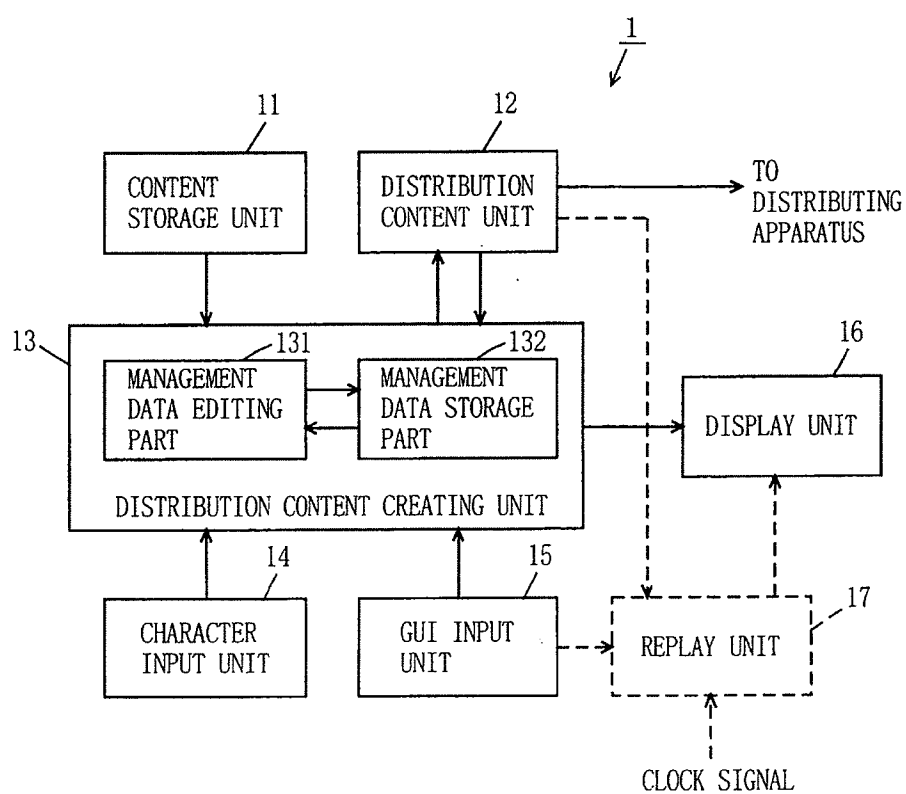 1
11
12
CONTENT
STORAGE UNIT
DISTRIBUTION
CONTENT UNIT
TO
DISTRIBUTING
APPARATUS
13
131
132
MANAGEMENT
DATA EDITING
PART
MANAGEMENT
DATA STORAGE
PART
DISTRIBUTION CONTENT CREATING UNIT
16
DISPLAY UNIT
14
CHARACTER
INPUT UNIT
15
GUI INPUT
UNIT
17
REPLAY UNIT
CLOCK SIGNAL